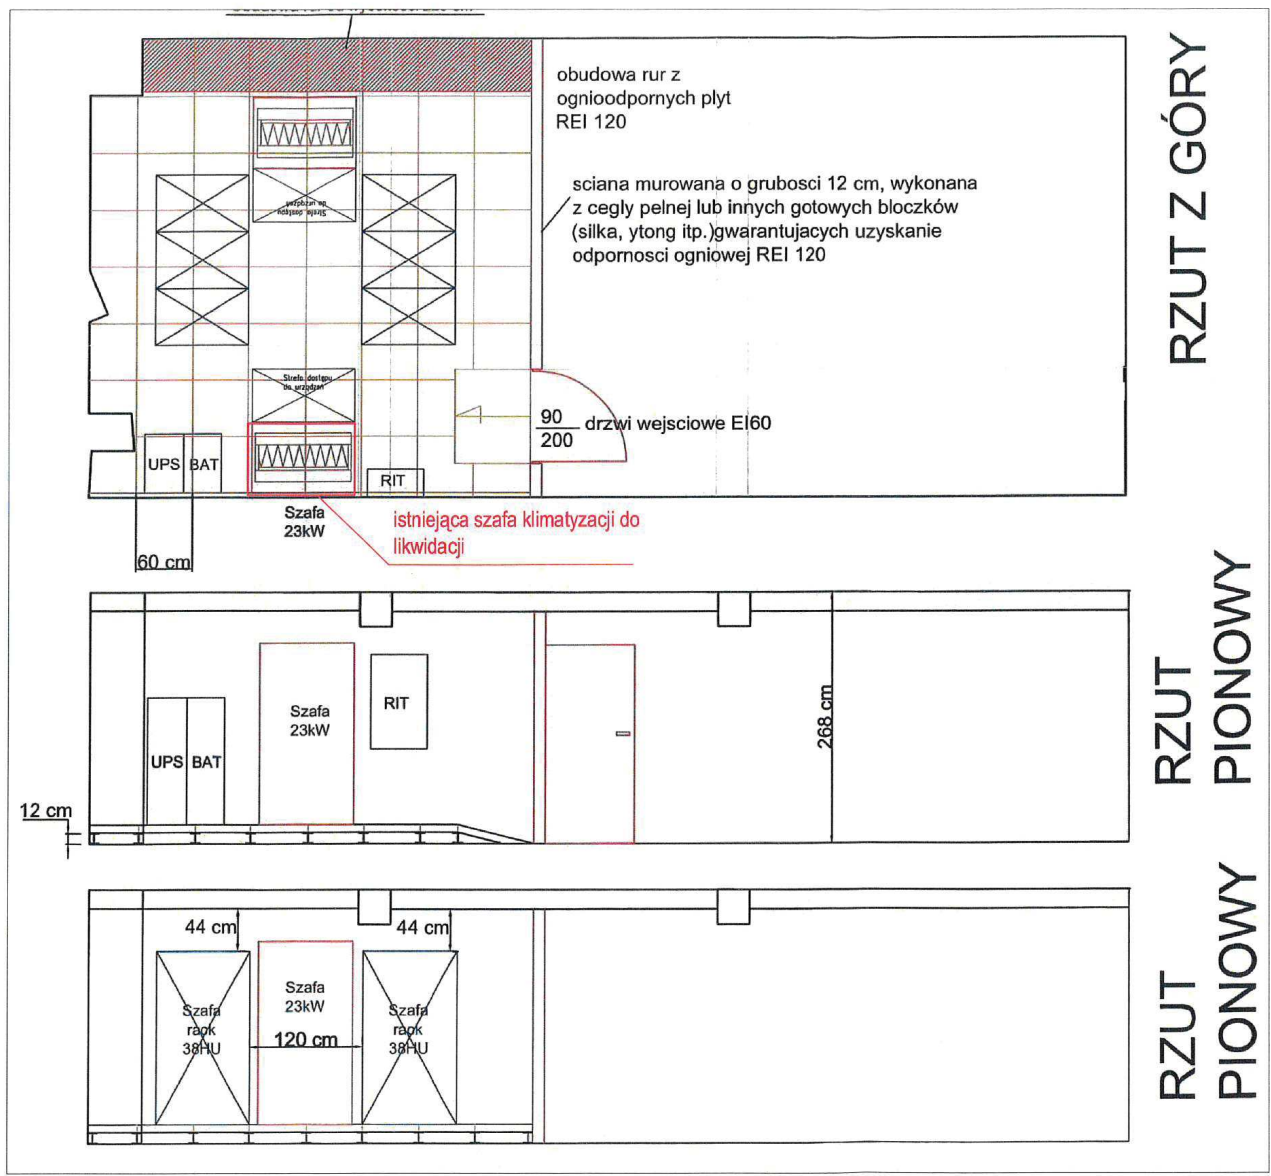 RZUT Z GÓRY
obudowa rur z
ognioodpornych plyt
REI 120
sciana murowana o grubosci 12 cm, wykonana
z cegly pelnej lub innych gotowych bloczków
(silka, ytong itp.)gwarantujacych uzyskanie
odpornosci ogniowej REI 120
Strefa dostępu
do urządzeń
Strefa dostępu
do urządzeń
90
200
drzwi wejsciowe EI60
UPS
BAT
RIT
Szafa
23kW
istniejąca szafa klimatyzacji do
likwidacji
60 cm
RZUT
PIONOWY
Szafa
23kW
RIT
UPS
BAT
268 cm
12 cm
RZUT
PIONOWY
44 cm
44 cm
Szafa
rack
38HU
Szafa
23kW
120 cm
Szafa
rack
38HU